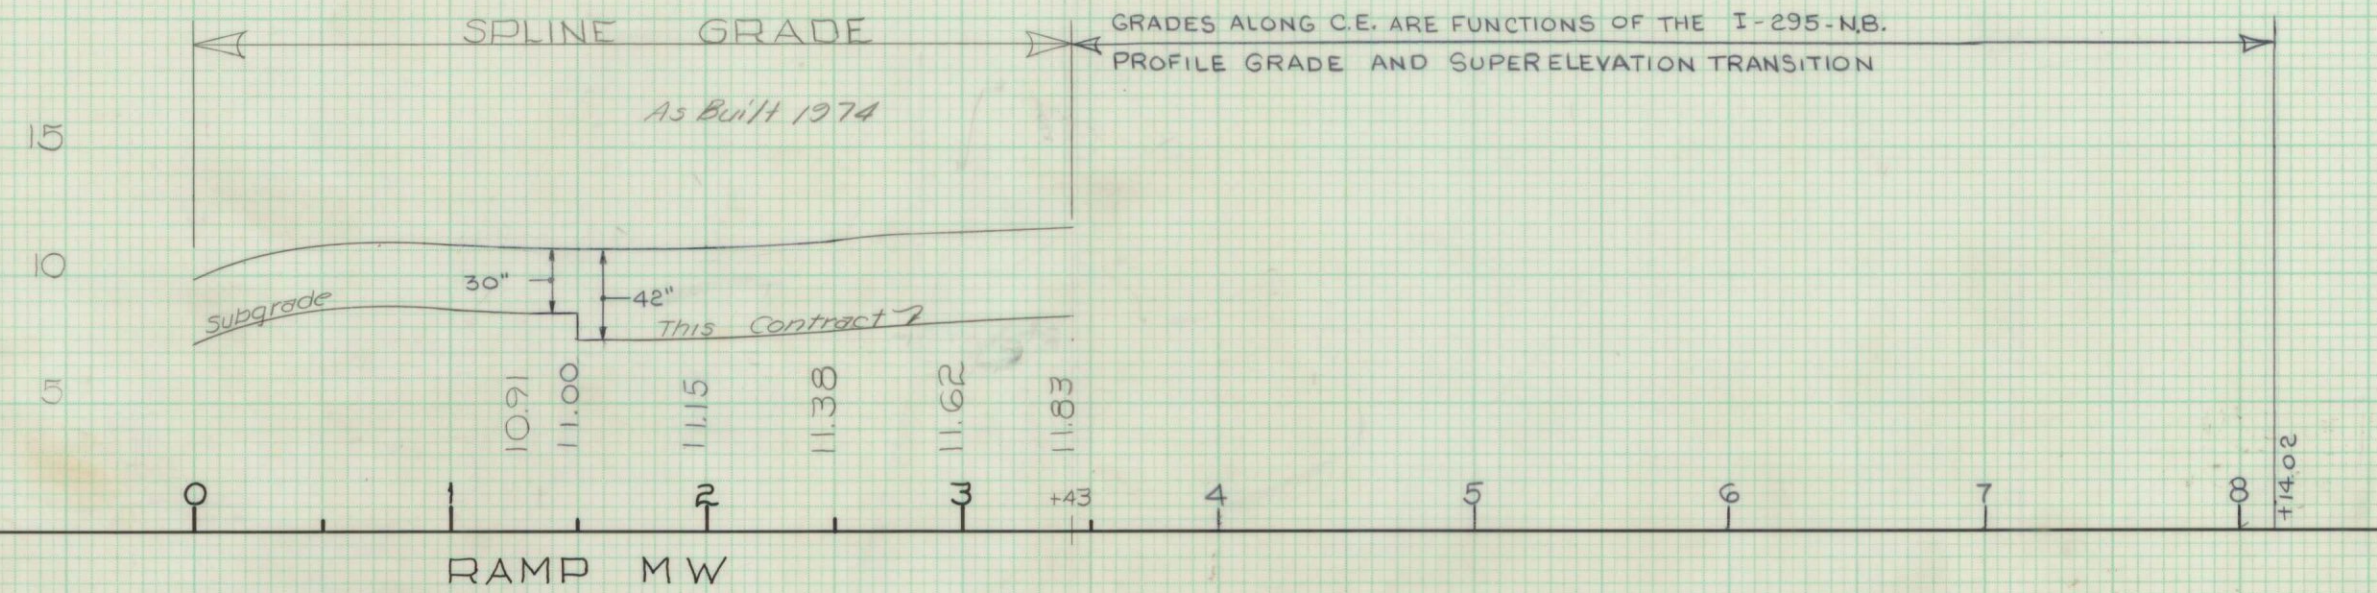 SPLINE GRADE
GRADES ALONG C.E. ARE FUNCTIONS OF THE I-295-N.B.
PROFILE GRADE AND SUPERELEVATION TRANSITION
As Built 1974
15
10
5
30"
42"
Subgrade
This Contract
10.91
11.00
11.15
11.38
11.62
11.83
+14.02
0 1 2 3 +43 4 5 6 7 8
RAMP MW